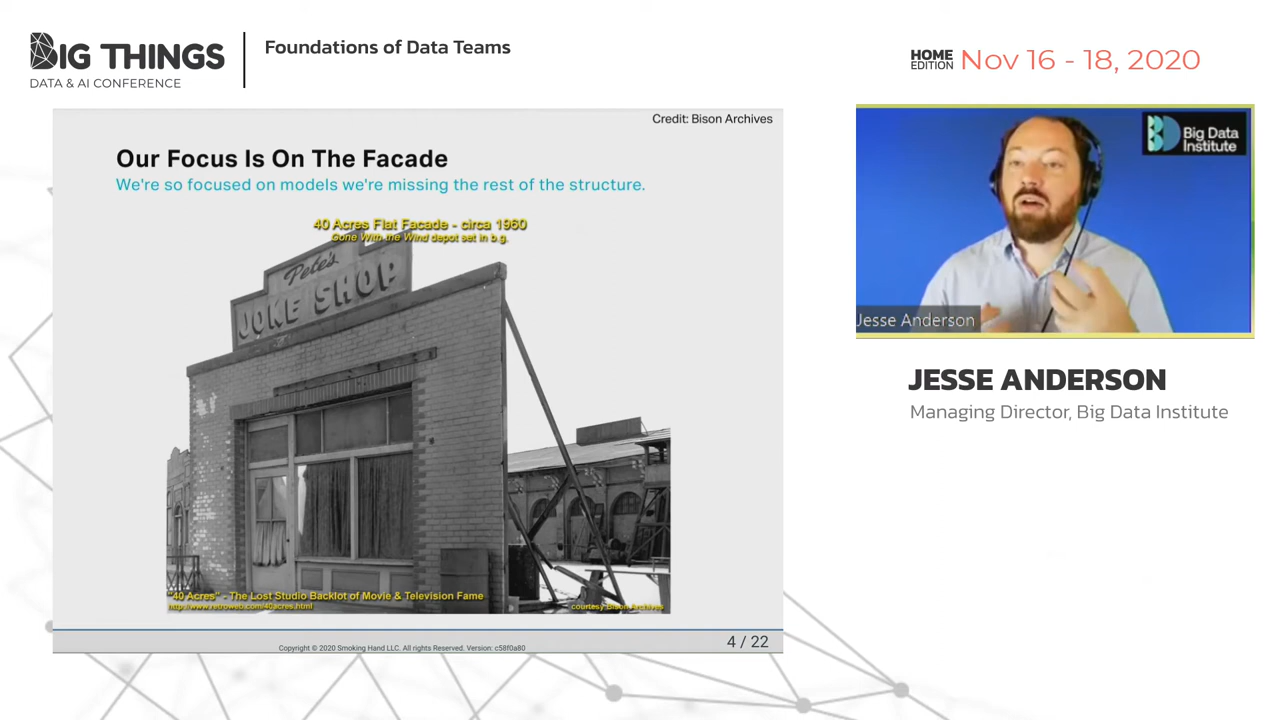 BIG THINGS
DATA & AI CONFERENCE
Foundations of Data Teams
HOME
EDITION
Nov 16 - 18, 2020
Credit: Bison Archives
Our Focus Is On The Facade
We're so focused on models we're missing the rest of the structure.
40 Acres Flat Facade - circa 1960
Gone With the Wind depot set in b.g.
Pete's
JOKE SHOP
"40 Acres" - The Lost Studio Backlot of Movie & Television Fame
http://www.retroweb.com/40acres.html
courtesy Bison Archives
Copyright © 2020 Smoking Hand LLC. All rights Reserved. Version: c58f0a80
4 / 22
Big Data
Institute
Jesse Anderson
JESSE ANDERSON
Managing Director, Big Data Institute